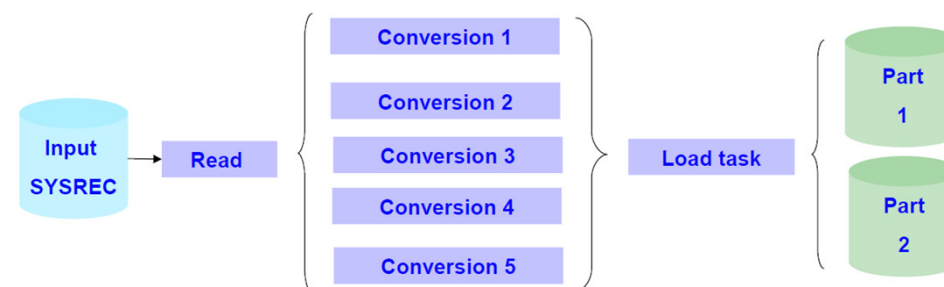 Input
SYSREC
Read
Conversion 1
Conversion 2
Conversion 3
Conversion 4
Conversion 5
Load task
Part
1
Part
2